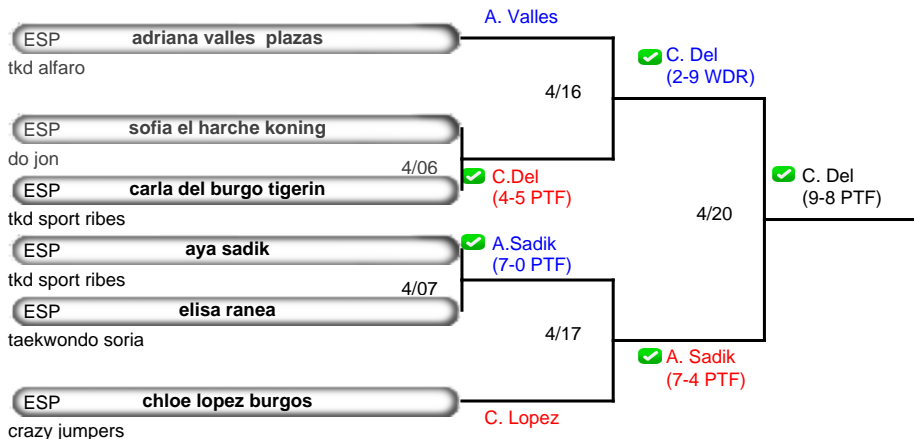 A. Valles
ESP adriana valles plazas
tkd alfaro
C. Del
(2-9 WDR)
4/16
ESP sofia el harche koning
do jon
4/06
C.Del
(4-5 PTF)
ESP carla del burgo tigerin
tkd sport ribes
C. Del
(9-8 PTF)
4/20
ESP aya sadik
tkd sport ribes
A.Sadik
(7-0 PTF)
4/07
ESP elisa ranea
taekwondo soria
4/17
A. Sadik
(7-4 PTF)
ESP chloe lopez burgos
crazy jumpers
C. Lopez